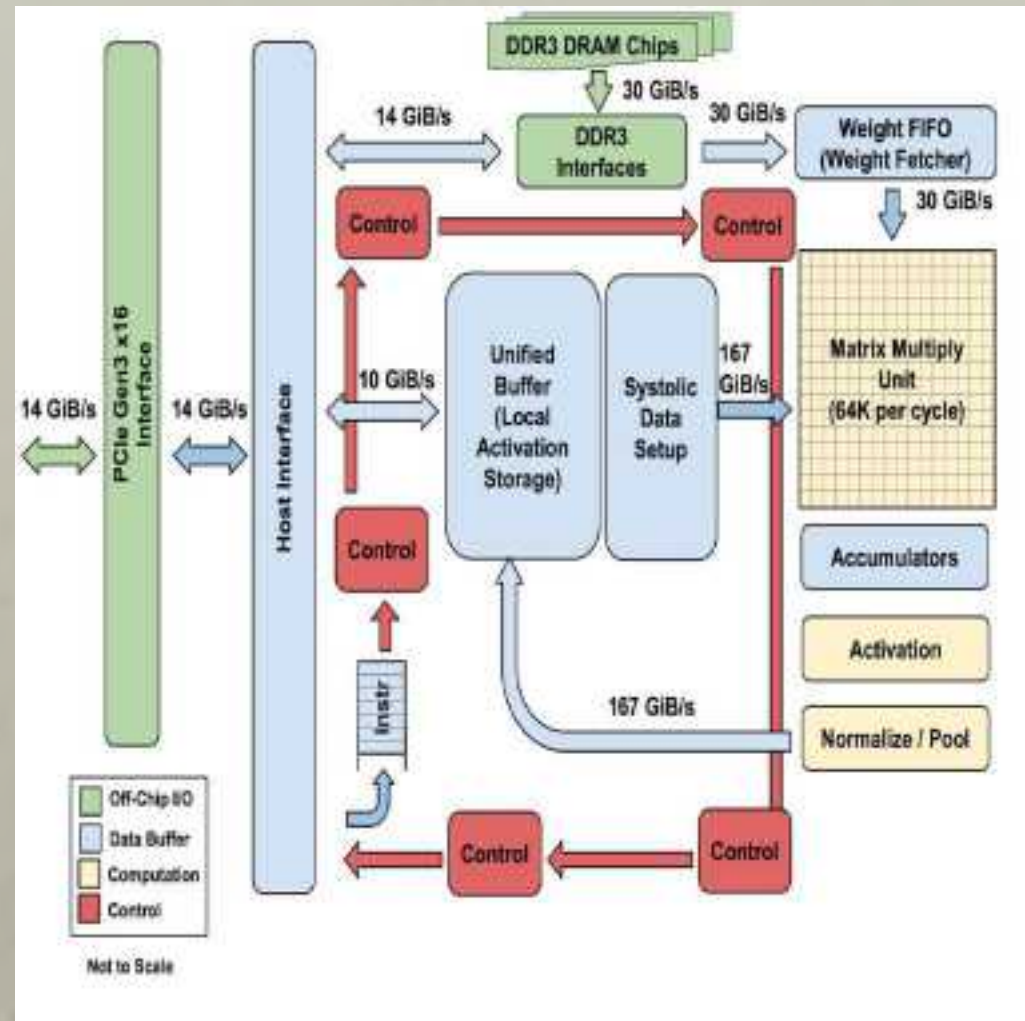 DDR3 DRAM Chips
30 GiB/s
14 GiB/s
30 GiB/s
DDR3
Interfaces
Weight FIFO
(Weight Fetcher)
30 GiB/s
Control
Control
PCIe Gen3 x16
Interface
Host Interface
14 GiB/s
14 GiB/s
10 GiB/s
Unified
Buffer
(Local
Activation
Storage)
Systolic
Data
Setup
167
GiB/s
Matrix Multiply
Unit
(64K per cycle)
Control
Accumulators
Activation
Instr
167 GiB/s
Normalize / Pool
Off-Chip I/O
Data Buffer
Computation
Control
Control
Control
Not to Scale